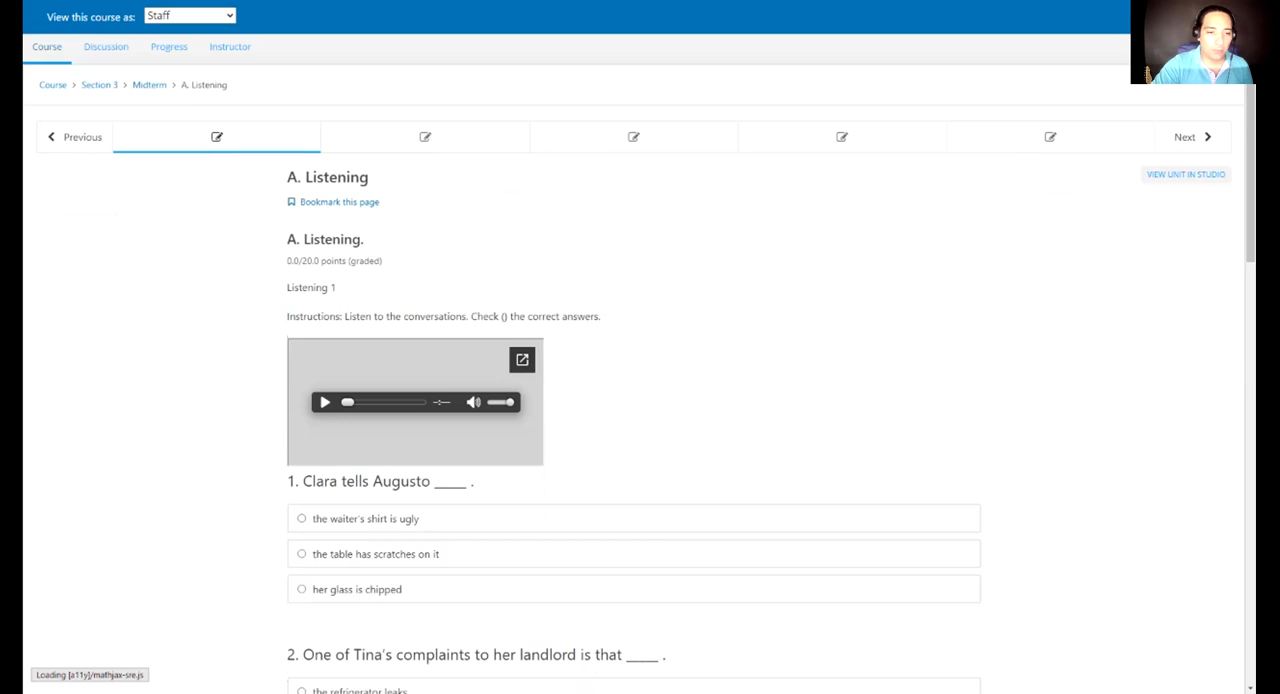 View this course as: Staff
Course Discussion Progress Instructor
Course > Section 3 > Midterm > A. Listening
Previous Next
VIEW UNIT IN STUDIO
A. Listening
Bookmark this page
A. Listening.
0.0/20.0 points (graded)
Listening 1
Instructions: Listen to the conversations. Check () the correct answers.
-:--
1. Clara tells Augusto _____ .
the waiter's shirt is ugly
the table has scratches on it
her glass is chipped
2. One of Tina's complaints to her landlord is that _____ .
the refrigerator leaks
Loading [a11y]/mathjax-sre.js